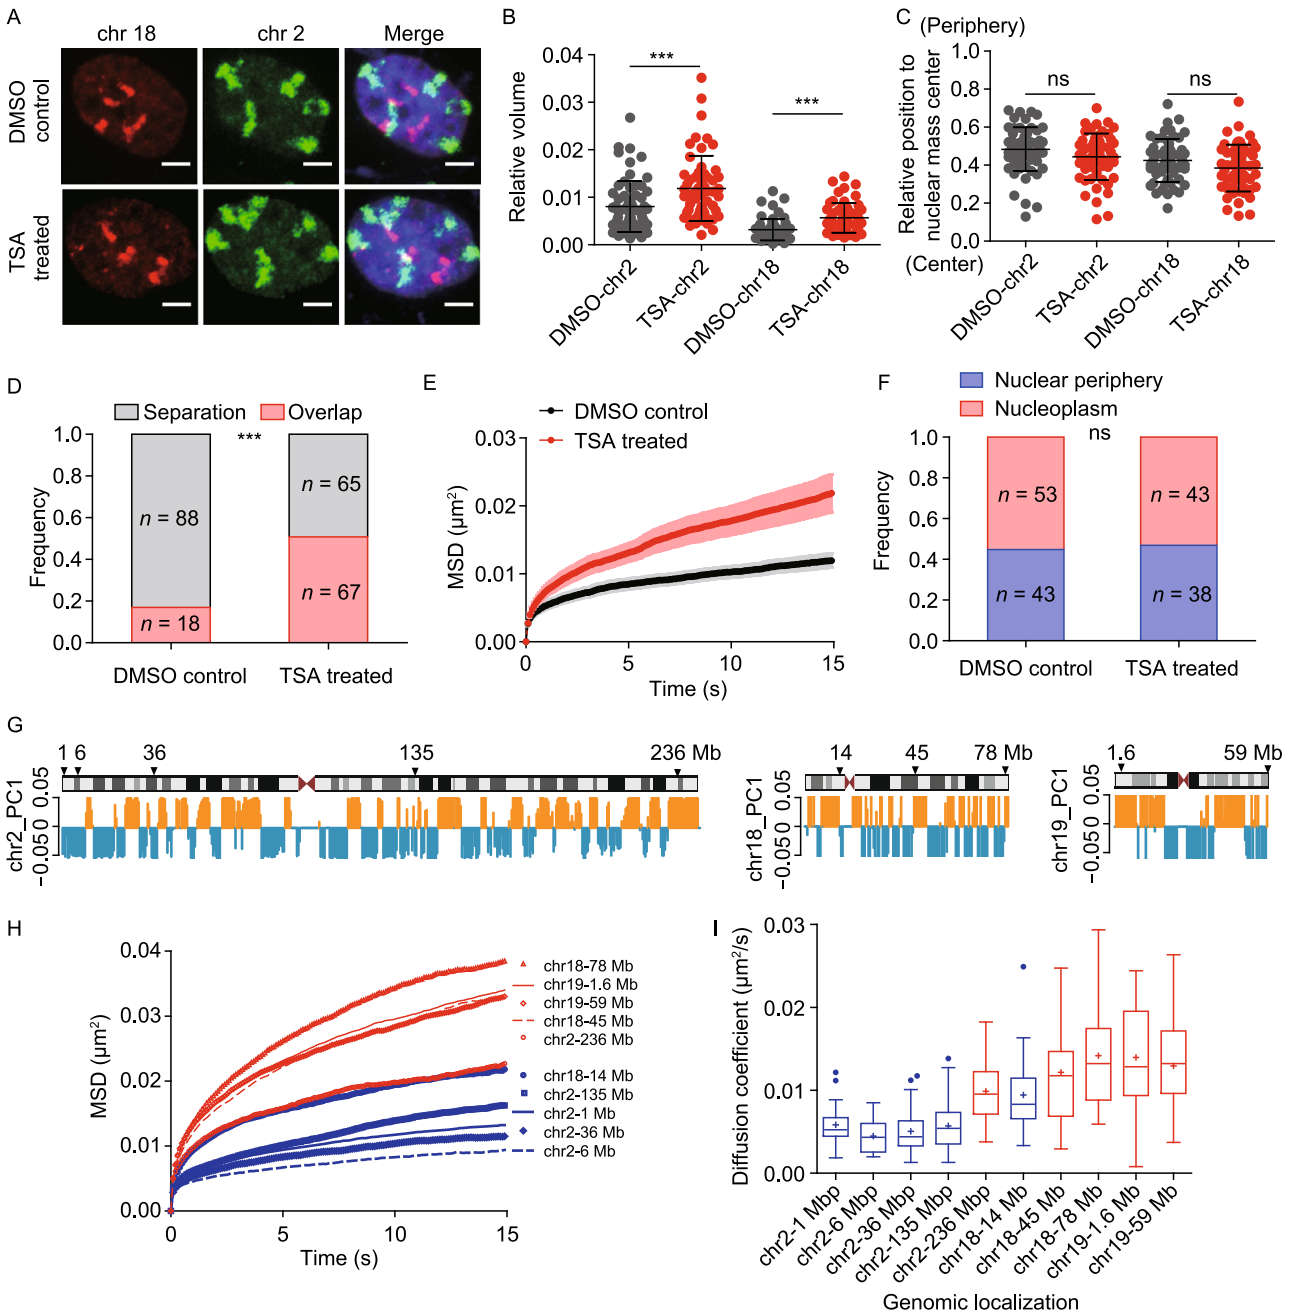 A
chr 18
chr 2
Merge
DMSO control
TSA treated
B
Relative volume
0.04
0.03
0.02
0.01
0.00
***
***
DMSO-chr2
TSA-chr2
DMSO-chr18
TSA-chr18
C
(Periphery)
Relative position to nuclear mass center
1.0
0.8
0.6
0.4
0.2
0.0
(Center)
ns
ns
DMSO-chr2
TSA-chr2
DMSO-chr18
TSA-chr18
D
Separation
Overlap
Frequency
1.0
0.8
0.6
0.4
0.2
0.0
***
n = 88
n = 18
n = 65
n = 67
DMSO control
TSA treated
E
DMSO control
TSA treated
MSD (µm²)
0.03
0.02
0.01
0.00
0
5
10
15
Time (s)
F
Nuclear periphery
Nucleoplasm
Frequency
1.0
0.8
0.6
0.4
0.2
0.0
ns
n = 53
n = 43
n = 43
n = 38
DMSO control
TSA treated
G
1 6 36 135 236 Mb
chr2_PC1
0.05
0
−0.05
14 45 78 Mb
chr18_PC1
0.05
0
−0.05
1.6 59 Mb
chr19_PC1
0.05
0
−0.05
H
MSD (µm²)
0.04
0.03
0.02
0.01
0.00
0
5
10
15
Time (s)
chr18-78 Mb
chr19-1.6 Mb
chr19-59 Mb
chr18-45 Mb
chr2-236 Mb
chr18-14 Mb
chr2-135 Mb
chr2-1 Mb
chr2-36 Mb
chr2-6 Mb
I
Diffusion coefficient (µm²/s)
0.03
0.02
0.01
0.00
chr2-1 Mbp
chr2-6 Mbp
chr2-36 Mbp
chr2-135 Mbp
chr2-236 Mbp
chr18-14 Mb
chr18-45 Mb
chr18-78 Mb
chr19-1.6 Mb
chr19-59 Mb
Genomic localization